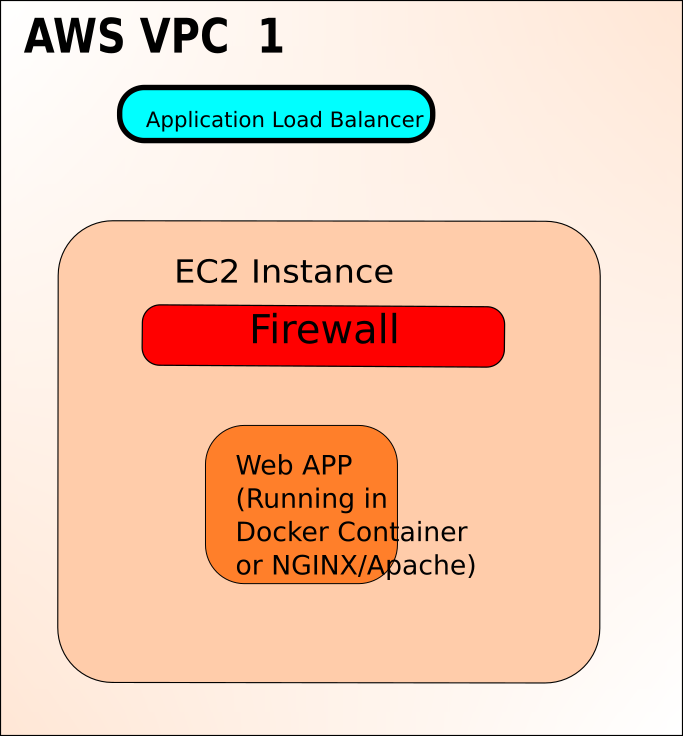 AWS VPC 1
Application Load Balancer
EC2 Instance
Firewall
Web APP
(Running in
Docker Container
or NGINX/Apache)